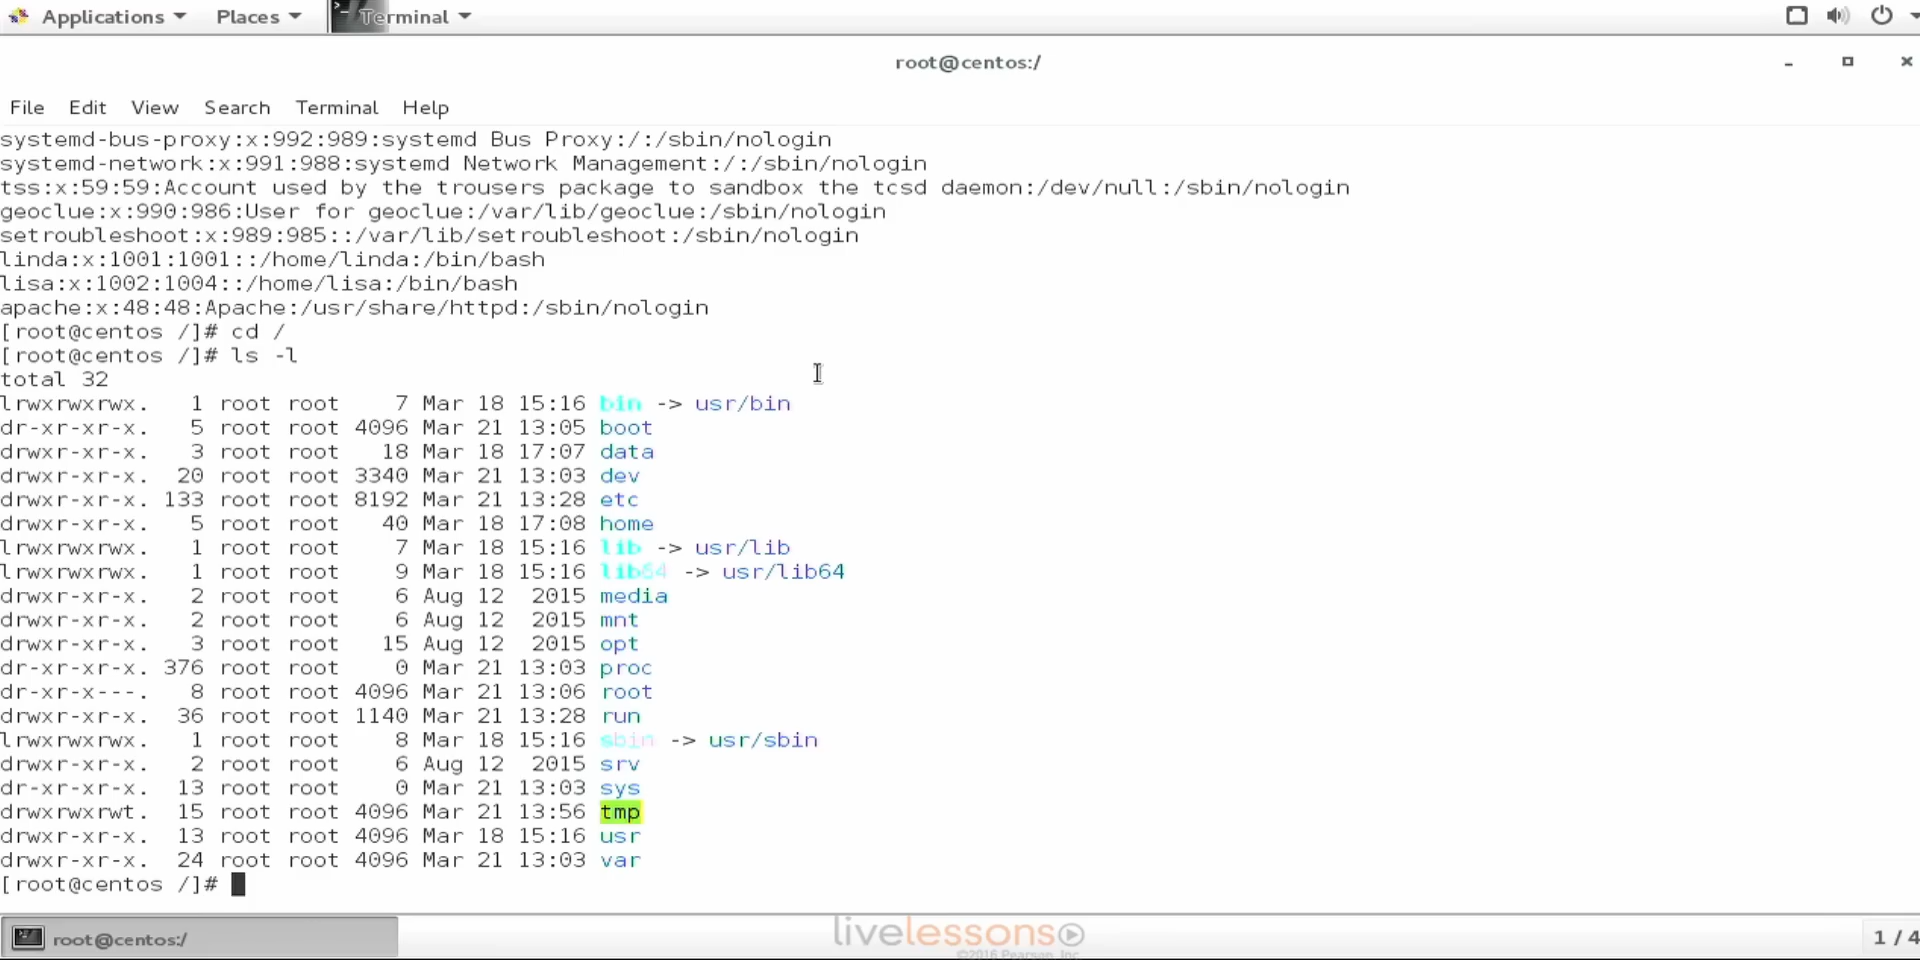 Applications Places Terminal
root@centos:/
File Edit View Search Terminal Help
systemd-bus-proxy:x:992:989:systemd Bus Proxy:/:/sbin/nologin
systemd-network:x:991:988:systemd Network Management:/:/sbin/nologin
tss:x:59:59:Account used by the trousers package to sandbox the tcsd daemon:/dev/null:/sbin/nologin
geoclue:x:990:986:User for geoclue:/var/lib/geoclue:/sbin/nologin
setroubleshoot:x:989:985::/var/lib/setroubleshoot:/sbin/nologin
linda:x:1001:1001::/home/linda:/bin/bash
lisa:x:1002:1004::/home/lisa:/bin/bash
apache:x:48:48:Apache:/usr/share/httpd:/sbin/nologin
[root@centos /]# cd /
[root@centos /]# ls -l
total 32
lrwxrwxrwx.   1 root root    7 Mar 18 15:16 bin -> usr/bin
dr-xr-xr-x.   5 root root 4096 Mar 21 13:05 boot
drwxr-xr-x.   3 root root   18 Mar 18 17:07 data
drwxr-xr-x.  20 root root 3340 Mar 21 13:03 dev
drwxr-xr-x. 133 root root 8192 Mar 21 13:28 etc
drwxr-xr-x.   5 root root   40 Mar 18 17:08 home
lrwxrwxrwx.   1 root root    7 Mar 18 15:16 lib -> usr/lib
lrwxrwxrwx.   1 root root    9 Mar 18 15:16 lib64 -> usr/lib64
drwxr-xr-x.   2 root root    6 Aug 12  2015 media
drwxr-xr-x.   2 root root    6 Aug 12  2015 mnt
drwxr-xr-x.   3 root root   15 Aug 12  2015 opt
dr-xr-xr-x. 376 root root    0 Mar 21 13:03 proc
dr-xr-x---.   8 root root 4096 Mar 21 13:06 root
drwxr-xr-x.  36 root root 1140 Mar 21 13:28 run
lrwxrwxrwx.   1 root root    8 Mar 18 15:16 sbin -> usr/sbin
drwxr-xr-x.   2 root root    6 Aug 12  2015 srv
dr-xr-xr-x.  13 root root    0 Mar 21 13:03 sys
drwxrwxrwt.  15 root root 4096 Mar 21 13:56 tmp
drwxr-xr-x.  13 root root 4096 Mar 18 15:16 usr
drwxr-xr-x.  24 root root 4096 Mar 21 13:03 var
[root@centos /]#
root@centos:/
livelessons
©2016 Pearson, Inc.
1 / 4